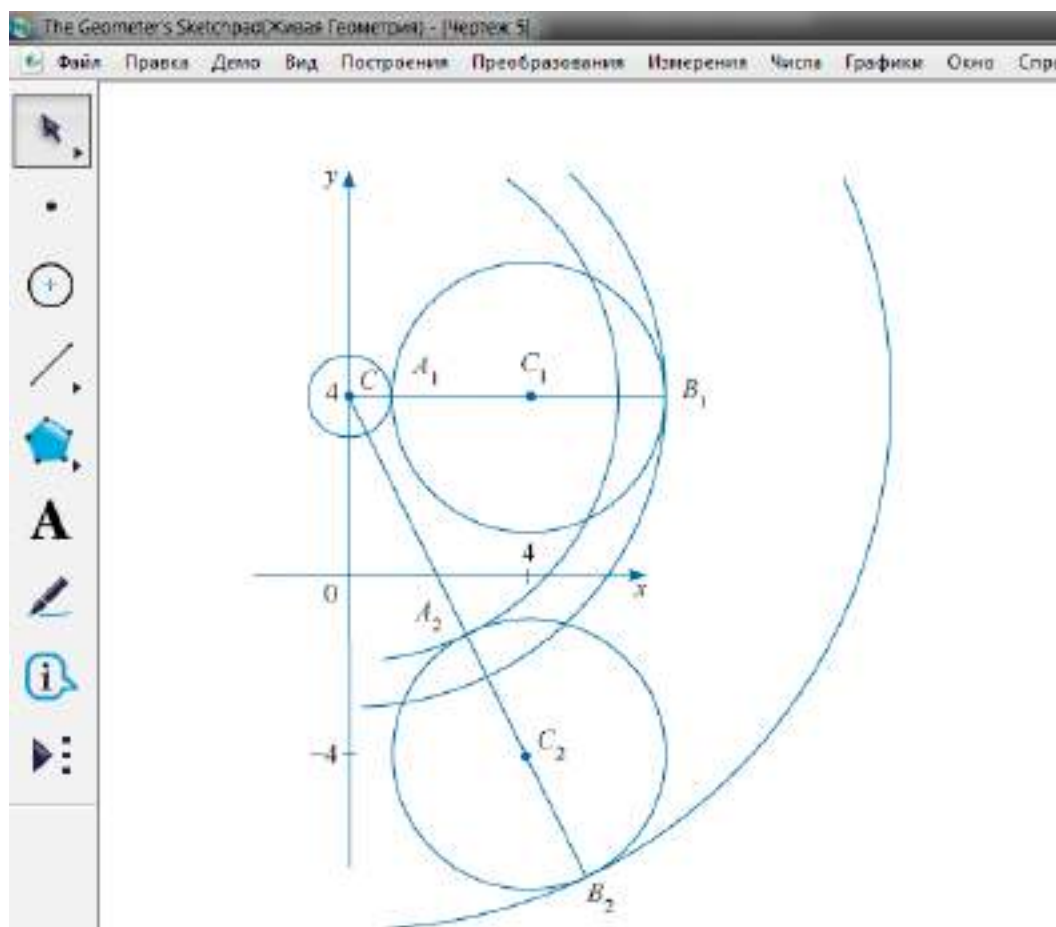 The Geometer's Sketchpad(Живая Геометрия) - [Чертеж 5]
Файл Правка Демо Вид Построения Преобразования Измерения Числа Графики Окно Спр
A
i
y
4
C
A1
C1
B1
4
0
x
A2
−4
C2
B2